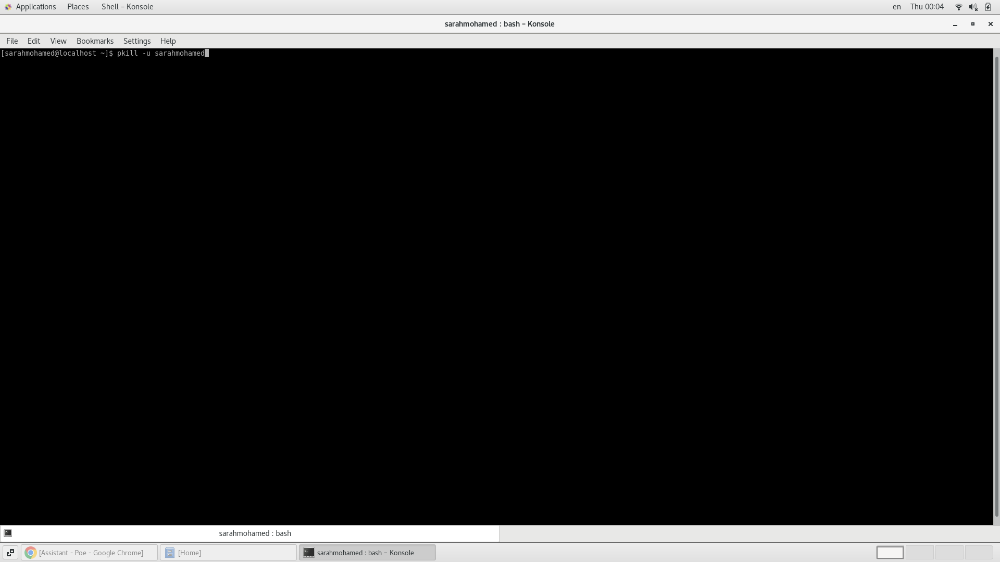 Applications Places Shell – Konsole en Thu 00:04
sarahmohamed : bash – Konsole
File Edit View Bookmarks Settings Help
[sarahmohamed@localhost ~]$ pkill -u sarahmohamed
sarahmohamed : bash
[Assistant - Poe - Google Chrome] [Home] sarahmohamed : bash – Konsole